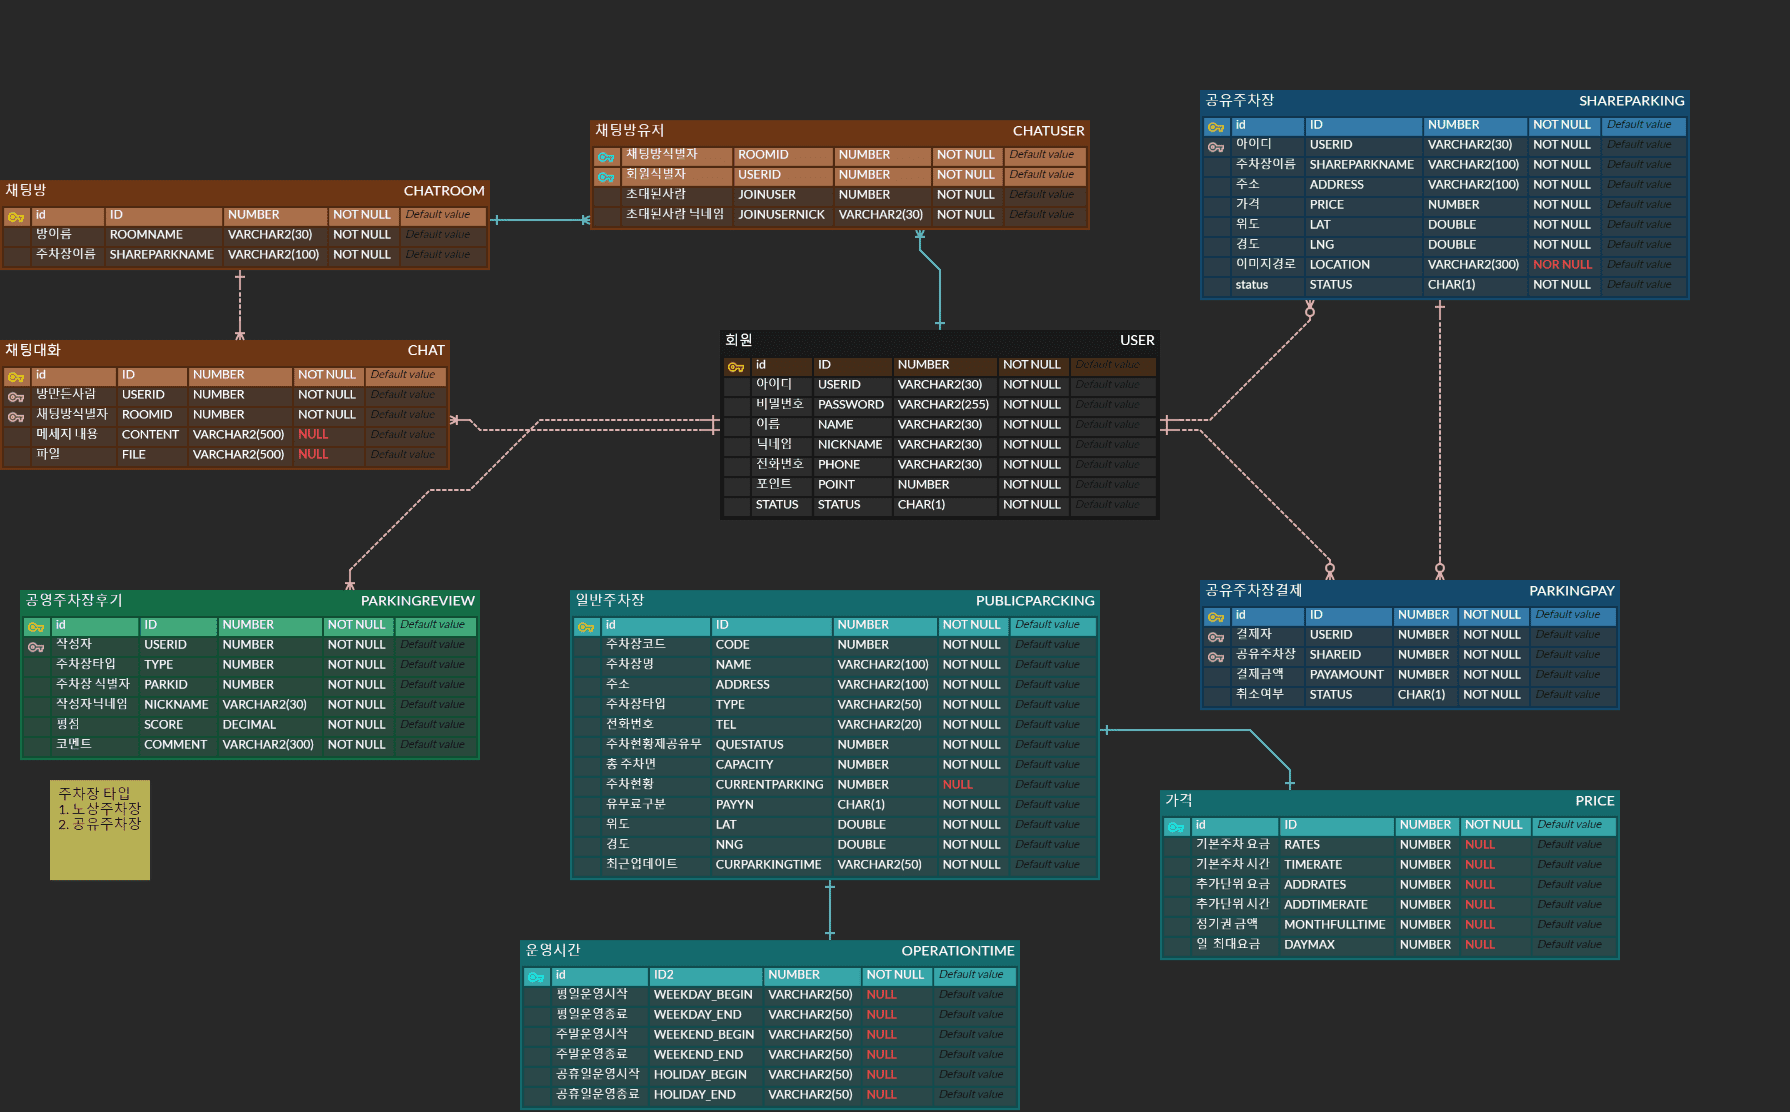 공유주차장 SHAREPARKING
id ID NUMBER NOT NULL Default value
아이디 USERID VARCHAR2(30) NOT NULL Default value
주차장이름 SHAREPARKNAME VARCHAR2(100) NOT NULL Default value
주소 ADDRESS VARCHAR2(100) NOT NULL Default value
가격 PRICE NUMBER NOT NULL Default value
위도 LAT DOUBLE NOT NULL Default value
경도 LNG DOUBLE NOT NULL Default value
이미지경로 LOCATION VARCHAR2(300) NOR NULL Default value
status STATUS CHAR(1) NOT NULL Default value
채팅방유저 CHATUSER
채팅방식별자 ROOMID NUMBER NOT NULL Default value
회원식별자 USERID NUMBER NOT NULL Default value
초대된사람 JOINUSER NUMBER NOT NULL Default value
초대된사람 닉네임 JOINUSERNICK VARCHAR2(30) NOT NULL Default value
채팅방 CHATROOM
id ID NUMBER NOT NULL Default value
방이름 ROOMNAME VARCHAR2(30) NOT NULL Default value
주차장이름 SHAREPARKNAME VARCHAR2(100) NOT NULL Default value
채팅대화 CHAT
id ID NUMBER NOT NULL Default value
방만든사람 USERID NUMBER NOT NULL Default value
채팅방식별자 ROOMID NUMBER NOT NULL Default value
메세지 내용 CONTENT VARCHAR2(500) NULL Default value
파일 FILE VARCHAR2(500) NULL Default value
회원 USER
id ID NUMBER NOT NULL Default value
아이디 USERID VARCHAR2(30) NOT NULL Default value
비밀번호 PASSWORD VARCHAR2(255) NOT NULL Default value
이름 NAME VARCHAR2(30) NOT NULL Default value
닉네임 NICKNAME VARCHAR2(30) NOT NULL Default value
전화번호 PHONE VARCHAR2(30) NOT NULL Default value
포인트 POINT NUMBER NOT NULL Default value
STATUS STATUS CHAR(1) NOT NULL Default value
공영주차장후기 PARKINGREVIEW
id ID NUMBER NOT NULL Default value
작성자 USERID NUMBER NOT NULL Default value
주차장타입 TYPE NUMBER NOT NULL Default value
주차장 식별자 PARKID NUMBER NOT NULL Default value
작성자닉네임 NICKNAME VARCHAR2(30) NOT NULL Default value
평점 SCORE DECIMAL NOT NULL Default value
코멘트 COMMENT VARCHAR2(300) NOT NULL Default value
주차장 타입
1. 노상주차장
2. 공유주차장
일반주차장 PUBLICPARCKING
id ID NUMBER NOT NULL Default value
주차장코드 CODE NUMBER NOT NULL Default value
주차장명 NAME VARCHAR2(100) NOT NULL Default value
주소 ADDRESS VARCHAR2(100) NOT NULL Default value
주차장타입 TYPE VARCHAR2(50) NOT NULL Default value
전화번호 TEL VARCHAR2(20) NOT NULL Default value
주차현황제공유무 QUESTATUS NUMBER NOT NULL Default value
총 주차면 CAPACITY NUMBER NOT NULL Default value
주차현황 CURRENTPARKING NUMBER NULL Default value
유무료구분 PAYYN CHAR(1) NOT NULL Default value
위도 LAT DOUBLE NOT NULL Default value
경도 NNG DOUBLE NOT NULL Default value
최근업데이트 CURPARKINGTIME VARCHAR2(50) NOT NULL Default value
공유주차장결제 PARKINGPAY
id ID NUMBER NOT NULL Default value
결제자 USERID NUMBER NOT NULL Default value
공유주차장 SHAREID NUMBER NOT NULL Default value
결제금액 PAYAMOUNT NUMBER NOT NULL Default value
취소여부 STATUS CHAR(1) NOT NULL Default value
가격 PRICE
id ID NUMBER NOT NULL Default value
기본주차 요금 RATES NUMBER NULL Default value
기본주차 시간 TIMERATE NUMBER NULL Default value
추가단위 요금 ADDRATES NUMBER NULL Default value
추가단위 시간 ADDTIMERATE NUMBER NULL Default value
정기권 금액 MONTHFULLTIME NUMBER NULL Default value
일 최대요금 DAYMAX NUMBER NULL Default value
운영시간 OPERATIONTIME
id ID2 NUMBER NOT NULL Default value
평일운영시작 WEEKDAY_BEGIN VARCHAR2(50) NULL Default value
평일운영종료 WEEKDAY_END VARCHAR2(50) NULL Default value
주말운영시작 WEEKEND_BEGIN VARCHAR2(50) NULL Default value
주말운영종료 WEEKEND_END VARCHAR2(50) NULL Default value
공휴일운영시작 HOLIDAY_BEGIN VARCHAR2(50) NULL Default value
공휴일운영종료 HOLIDAY_END VARCHAR2(50) NULL Default value